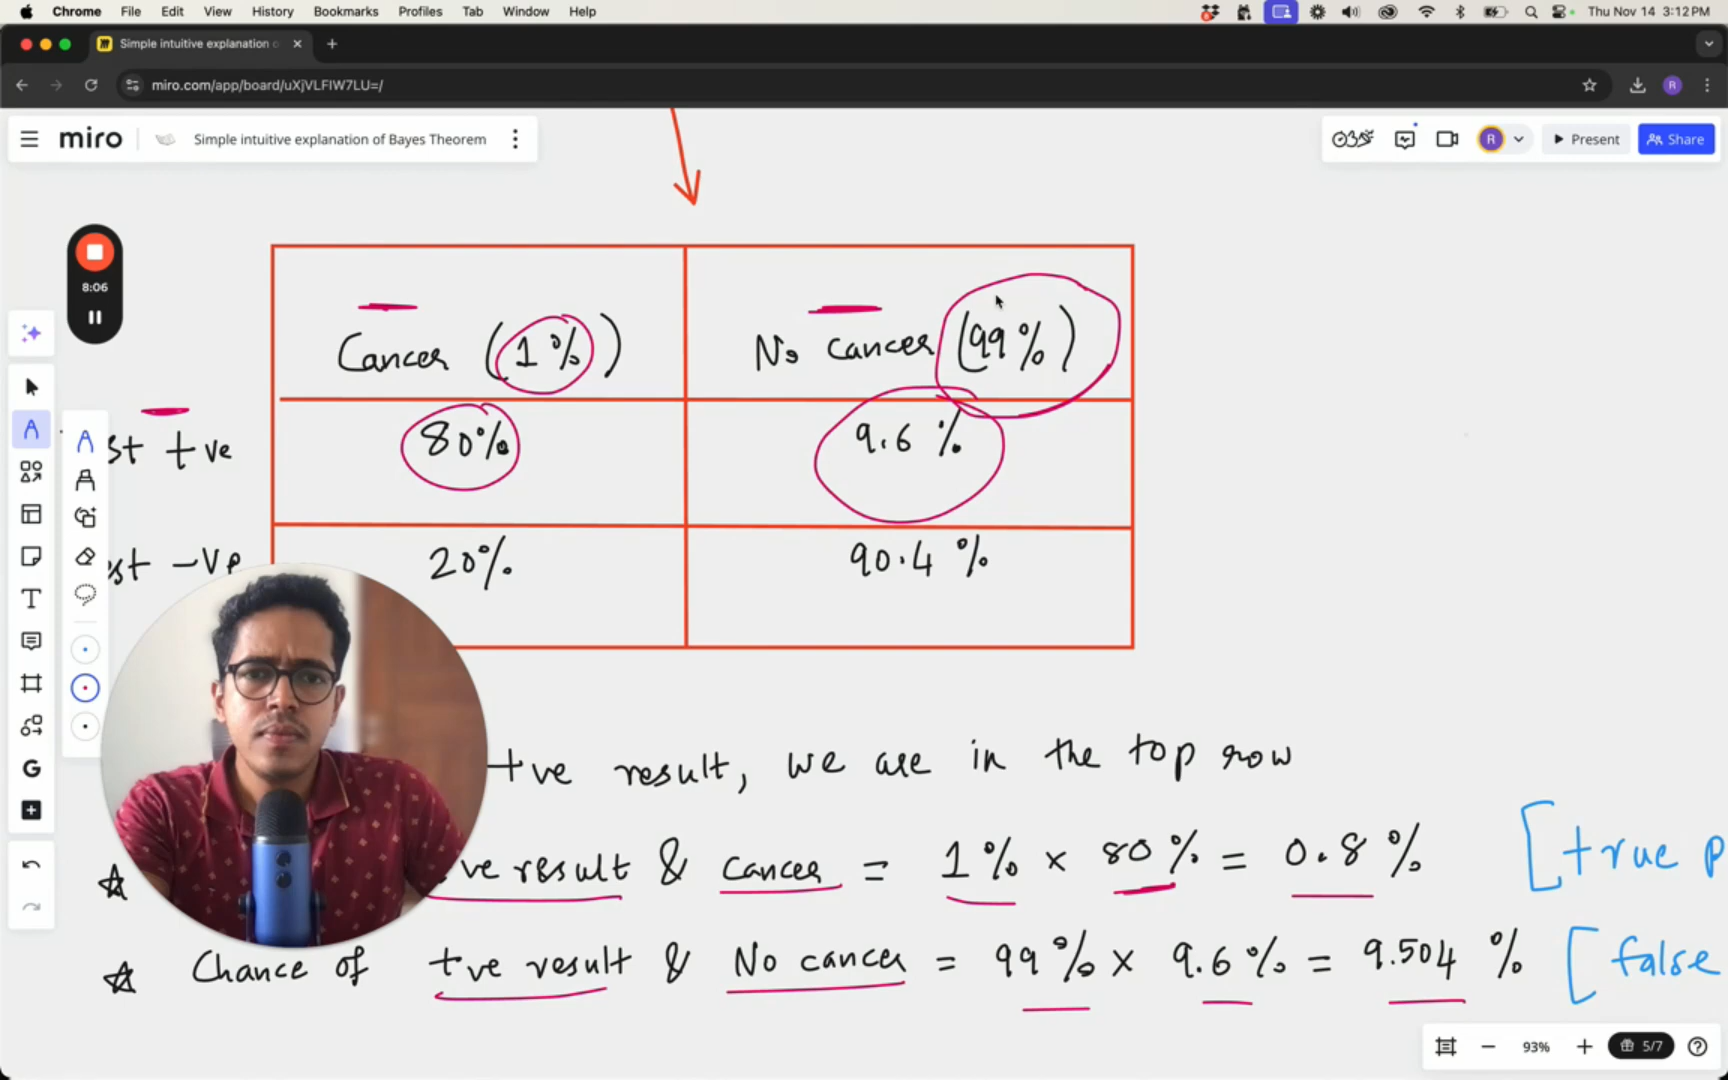 Chrome File Edit View History Bookmarks Profiles Tab Window Help Thu Nov 14 3:12 PM
Simple intuitive explanation o
miro.com/app/board/uXjVLFIW7LU=/ R
miro Simple intuitive explanation of Bayes Theorem R Present Share
8:06
Cancer (1%) No cancer (99%)
st +ve 80% 9.6 %
st -ve 20% 90.4 %
+ve result, we are in the top row
ve result & cancer = 1% × 80% = 0.8 % [true p
Chance of +ve result & No cancer = 99% × 9.6% = 9.504 % [false
T
G
93% 5/7